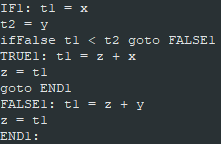 IF1: t1 = x
t2 = y
ifFalse t1 < t2 goto FALSE1
TRUE1: t1 = z + x
z = t1
goto END1
FALSE1: t1 = z + y
z = t1
END1: